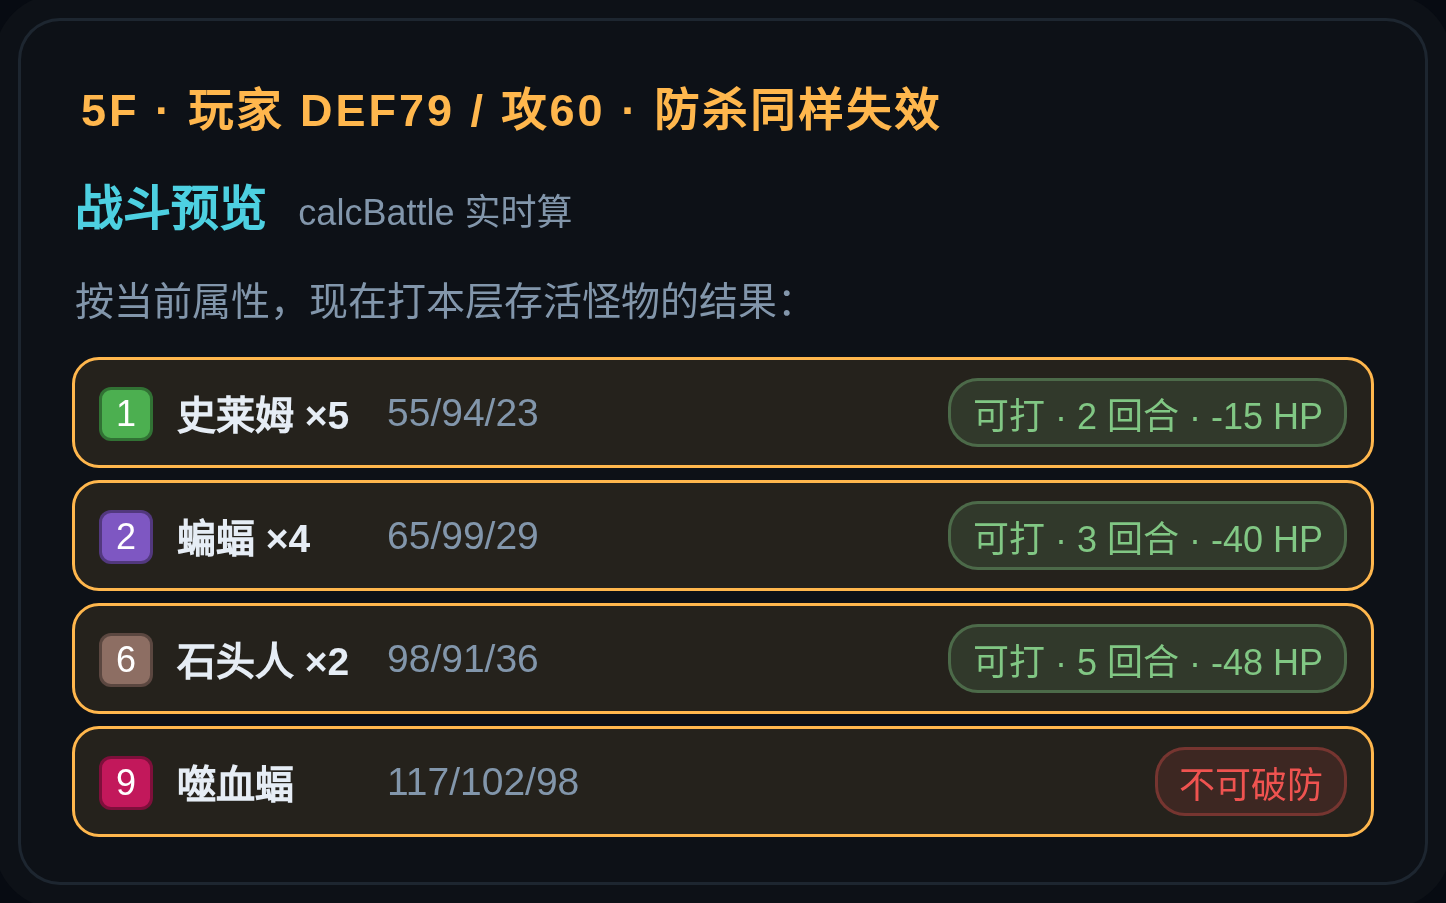 5F · 玩家 DEF79 / 攻60 · 防杀同样失效
战斗预览 calcBattle 实时算
按当前属性，现在打本层存活怪物的结果：
1 史莱姆 ×5 55/94/23 可打 · 2 回合 · -15 HP
2 蝙蝠 ×4 65/99/29 可打 · 3 回合 · -40 HP
6 石头人 ×2 98/91/36 可打 · 5 回合 · -48 HP
9 噬血蝠 117/102/98 不可破防